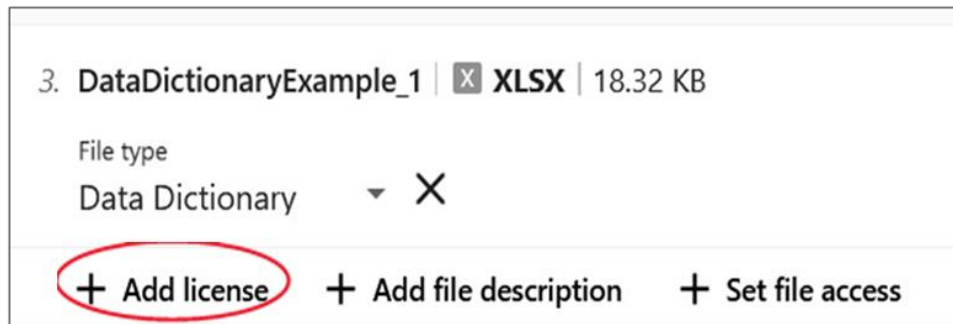 3. DataDictionaryExample_1 | X XLSX | 18.32 KB
File type
Data Dictionary
+ Add license + Add file description + Set file access